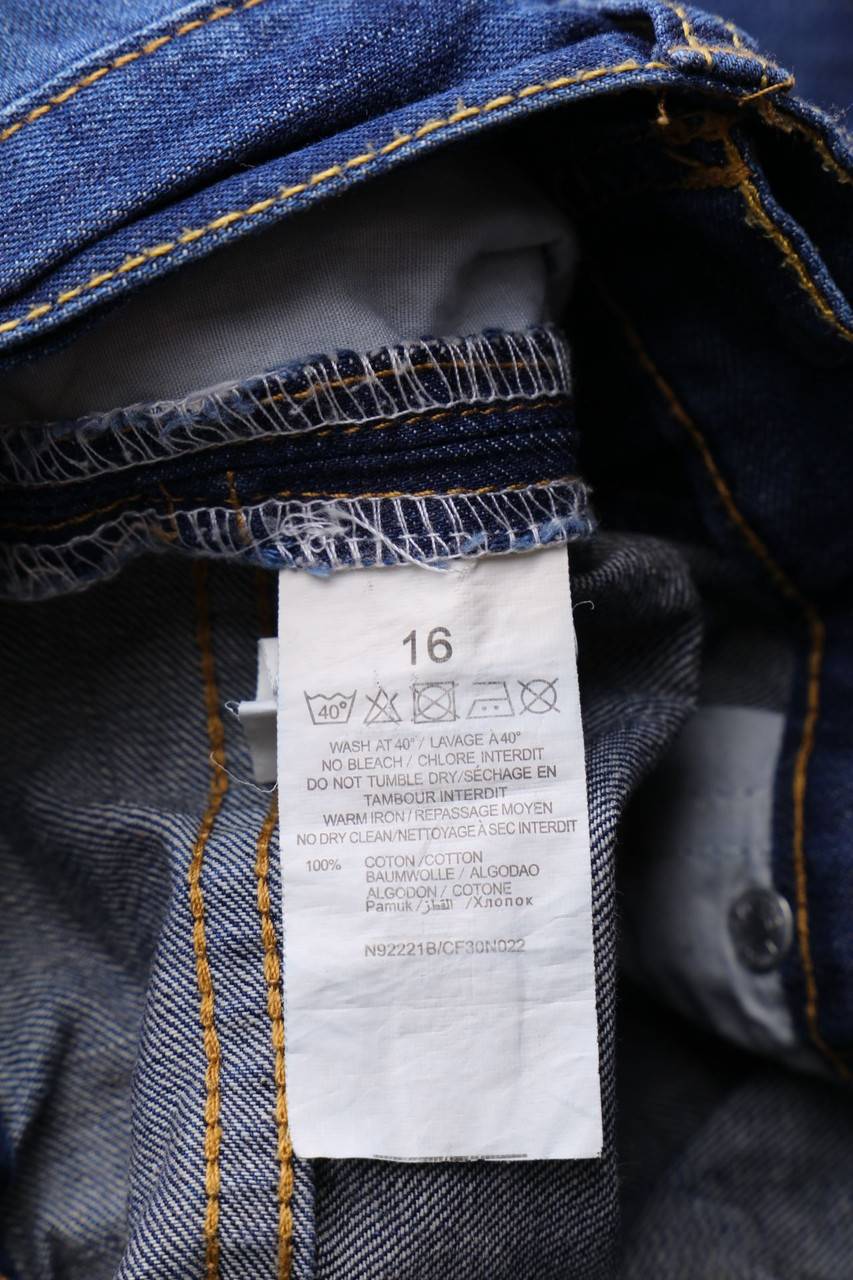 16
40°
WASH AT 40° / LAVAGE À 40°
NO BLEACH / CHLORE INTERDIT
DO NOT TUMBLE DRY/SÉCHAGE EN
TAMBOUR INTERDIT
WARM IRON / REPASSAGE MOYEN
NO DRY CLEAN/NETTOYAGE À SEC INTERDIT
100% COTON /COTTON
BAUMWOLLE / ALGODAO
ALGODON / COTONE
Pamuk /القطن /Хлопок
N92221B/CF30N022